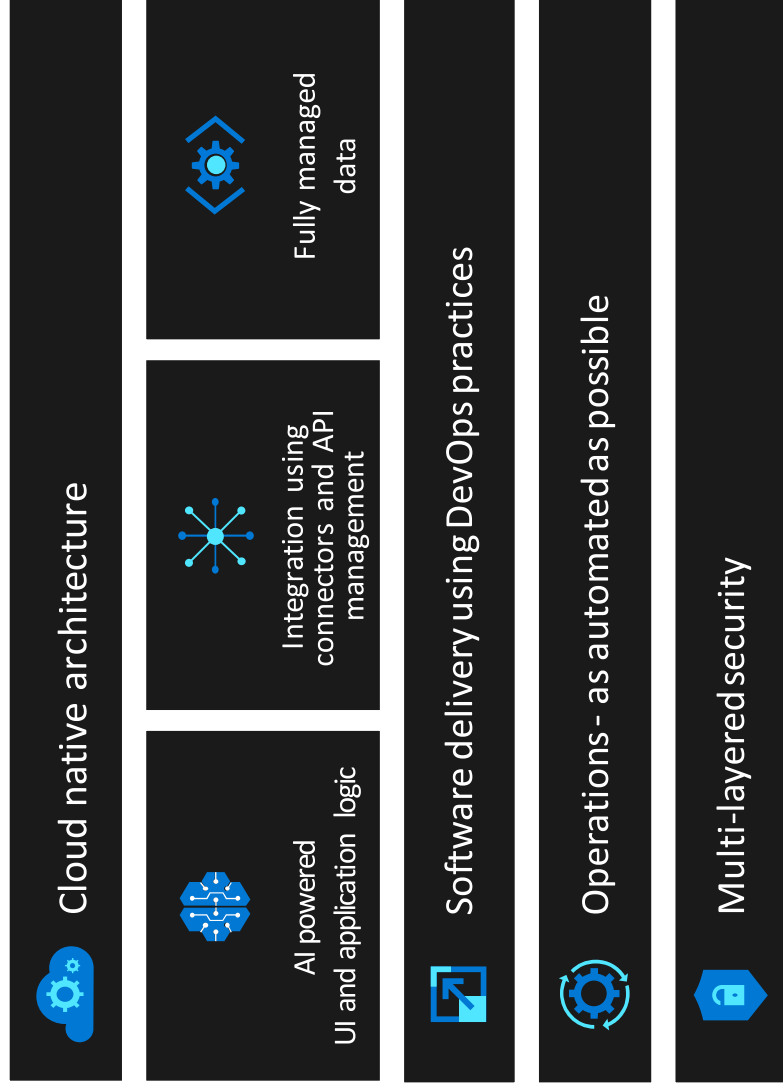 Cloud native architecture
AI powered
UI and application logic
Integration using
connectors and API
management
Fully managed
data
Software delivery using DevOps practices
Operations - as automated as possible
Multi-layered security